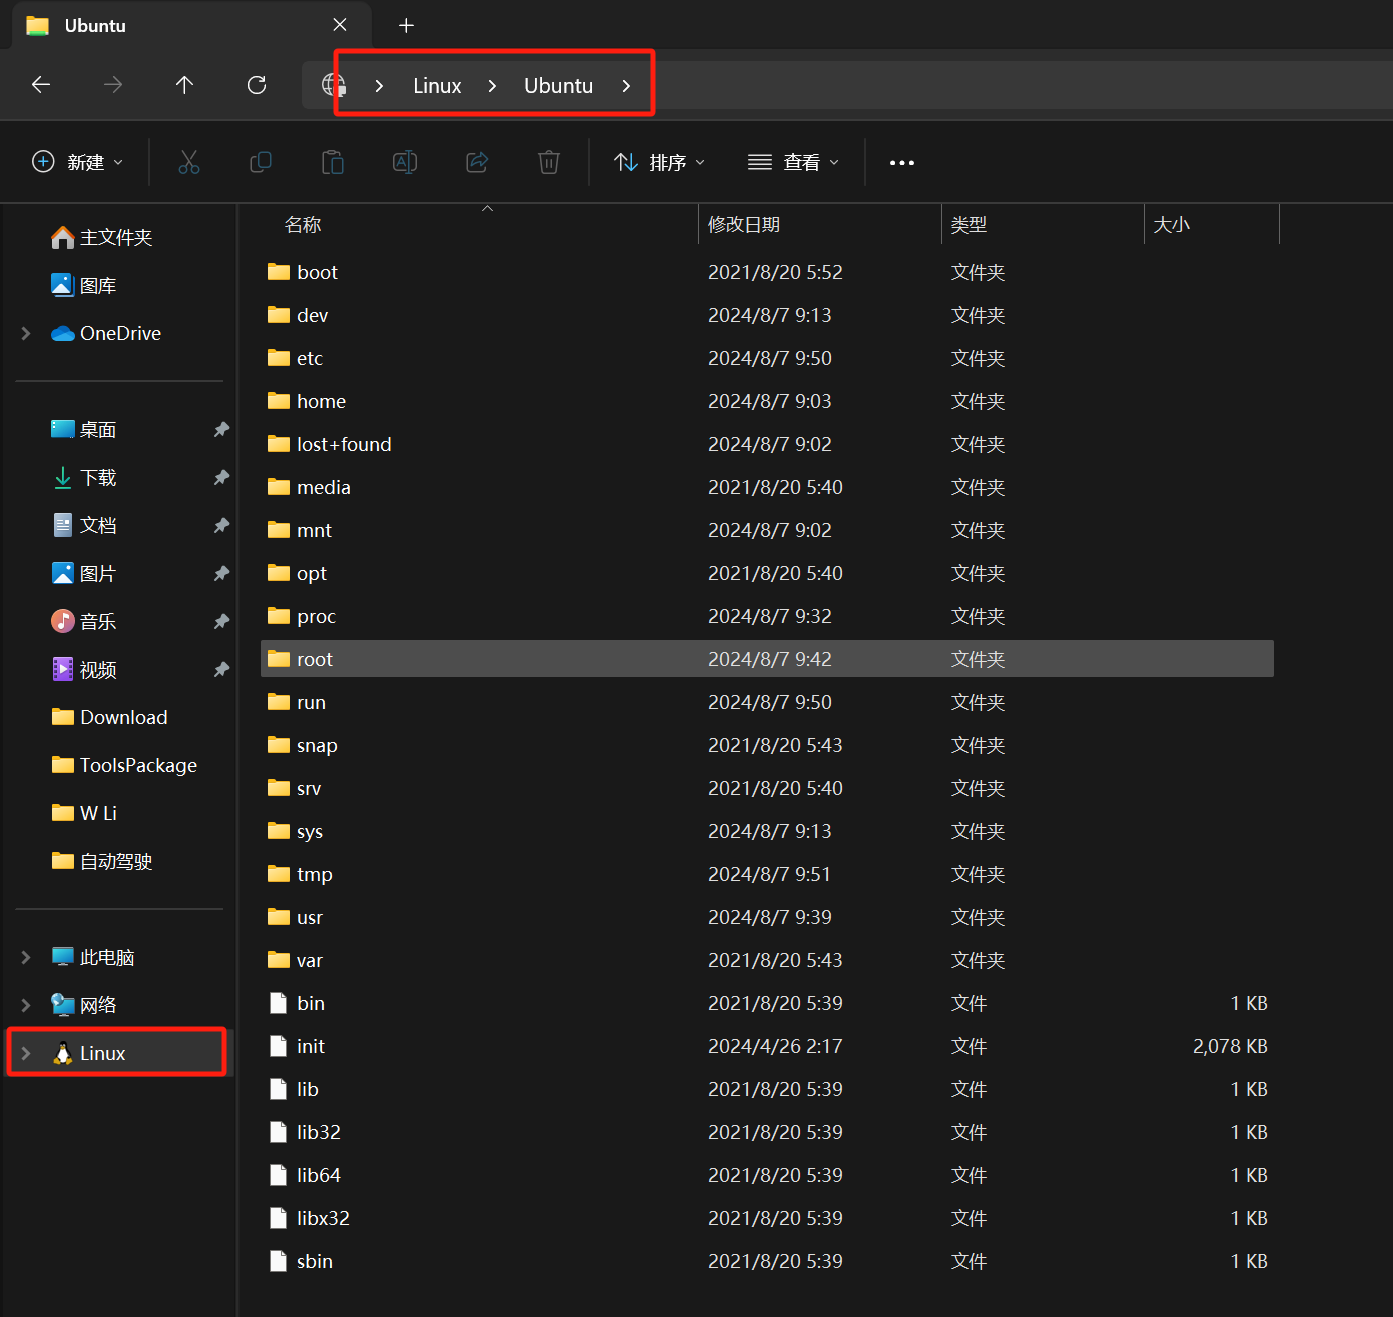 Ubuntu
Linux Ubuntu
新建 排序 查看
名称 修改日期 类型 大小
主文件夹
图库
OneDrive
桌面
下载
文档
图片
音乐
视频
Download
ToolsPackage
W Li
自动驾驶
此电脑
网络
Linux
boot 2021/8/20 5:52 文件夹
dev 2024/8/7 9:13 文件夹
etc 2024/8/7 9:50 文件夹
home 2024/8/7 9:03 文件夹
lost+found 2024/8/7 9:02 文件夹
media 2021/8/20 5:40 文件夹
mnt 2024/8/7 9:02 文件夹
opt 2021/8/20 5:40 文件夹
proc 2024/8/7 9:32 文件夹
root 2024/8/7 9:42 文件夹
run 2024/8/7 9:50 文件夹
snap 2021/8/20 5:43 文件夹
srv 2021/8/20 5:40 文件夹
sys 2024/8/7 9:13 文件夹
tmp 2024/8/7 9:51 文件夹
usr 2024/8/7 9:39 文件夹
var 2021/8/20 5:43 文件夹
bin 2021/8/20 5:39 文件 1 KB
init 2024/4/26 2:17 文件 2,078 KB
lib 2021/8/20 5:39 文件 1 KB
lib32 2021/8/20 5:39 文件 1 KB
lib64 2021/8/20 5:39 文件 1 KB
libx32 2021/8/20 5:39 文件 1 KB
sbin 2021/8/20 5:39 文件 1 KB